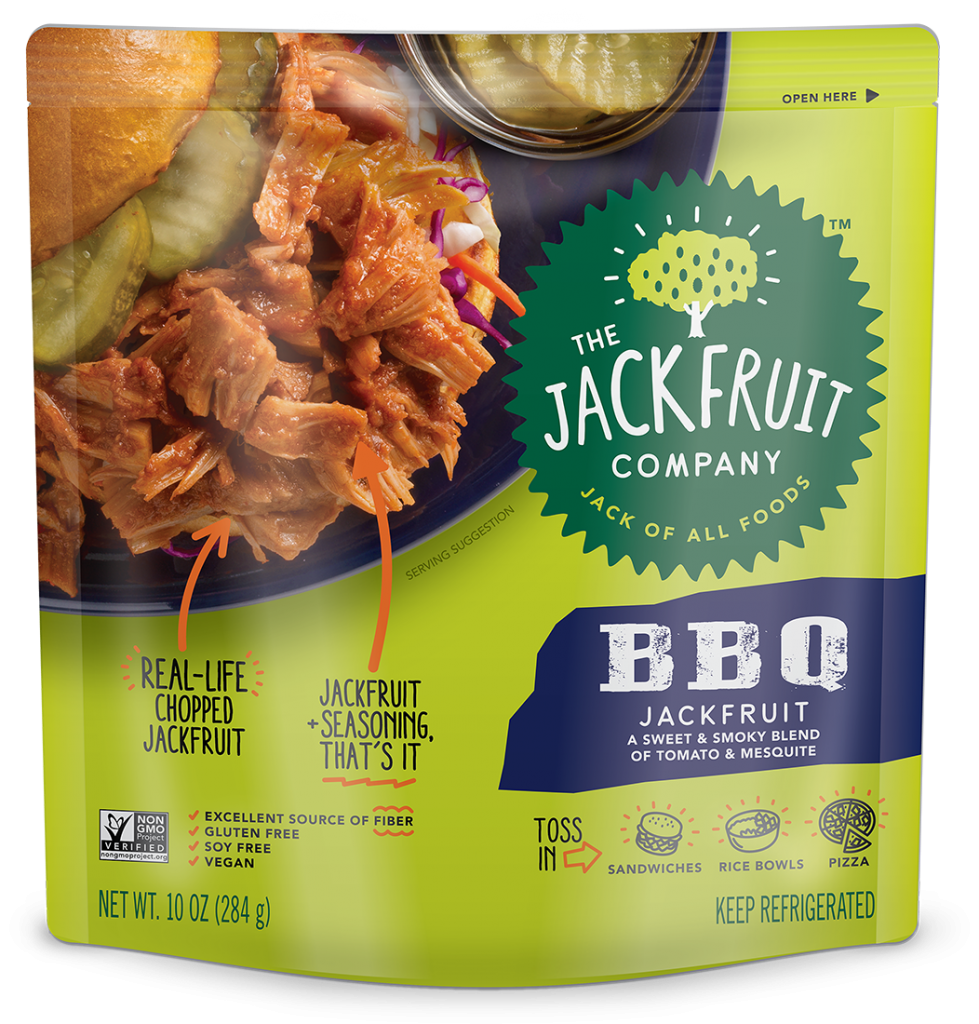 OPEN HERE
THE
JACKFRUIT
COMPANY
JACK OF ALL FOODS
TM
SERVING SUGGESTION
REAL-LIFE
CHOPPED
JACKFRUIT
JACKFRUIT
+SEASONING,
THAT'S IT
BBQ
JACKFRUIT
A SWEET & SMOKY BLEND
OF TOMATO & MESQUITE
NON
GMO
Project
VERIFIED
nongmoproject.org
EXCELLENT SOURCE OF FIBER
GLUTEN FREE
SOY FREE
VEGAN
TOSS
IN
SANDWICHES
RICE BOWLS
PIZZA
NET WT. 10 OZ (284 g)
KEEP REFRIGERATED